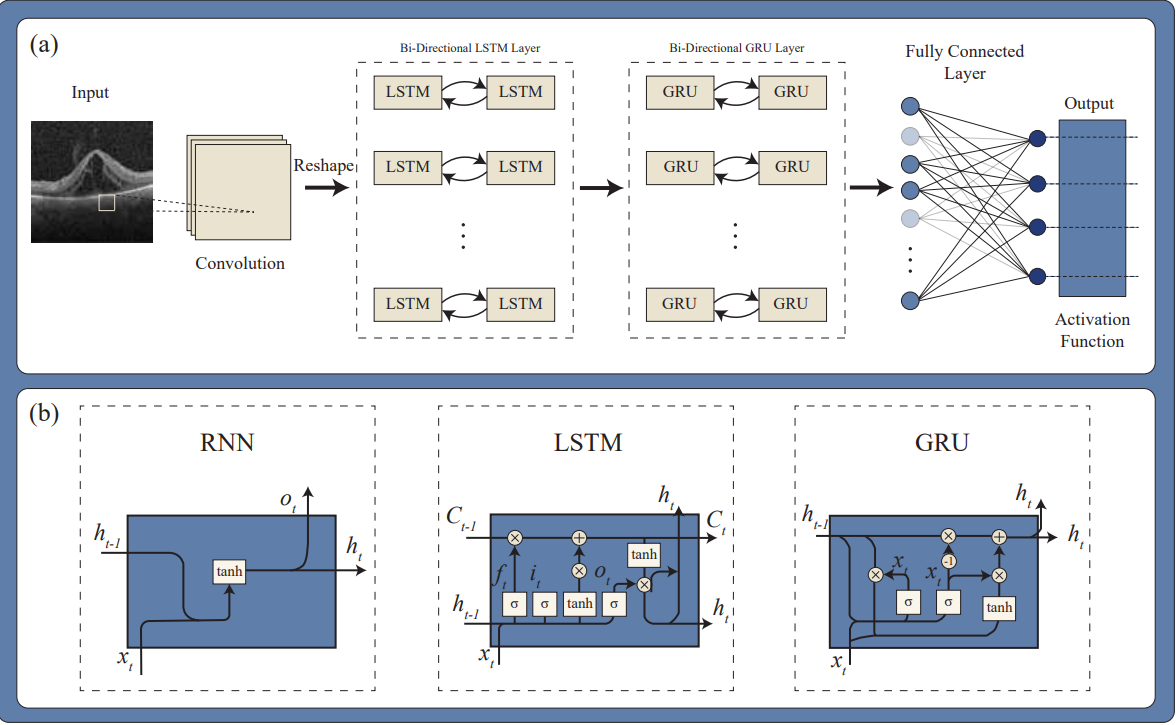 (a)
Input
Convolution
Reshape
Bi-Directional LSTM Layer
LSTM LSTM
LSTM LSTM
LSTM LSTM
Bi-Directional GRU Layer
GRU GRU
GRU GRU
GRU GRU
Fully Connected
Layer
Output
Activation
Function
(b)
RNN
h_{t-1}
x_t
tanh
o_t
h_t
LSTM
C_{t-1}
h_{t-1}
x_t
f_t
i_t
o_t
σ σ tanh σ
× + × × tanh
h_t
C_t
h_t
GRU
h_{t-1}
x_t
× x_t x_t -1 × + ×
σ σ tanh
h_t
h_t